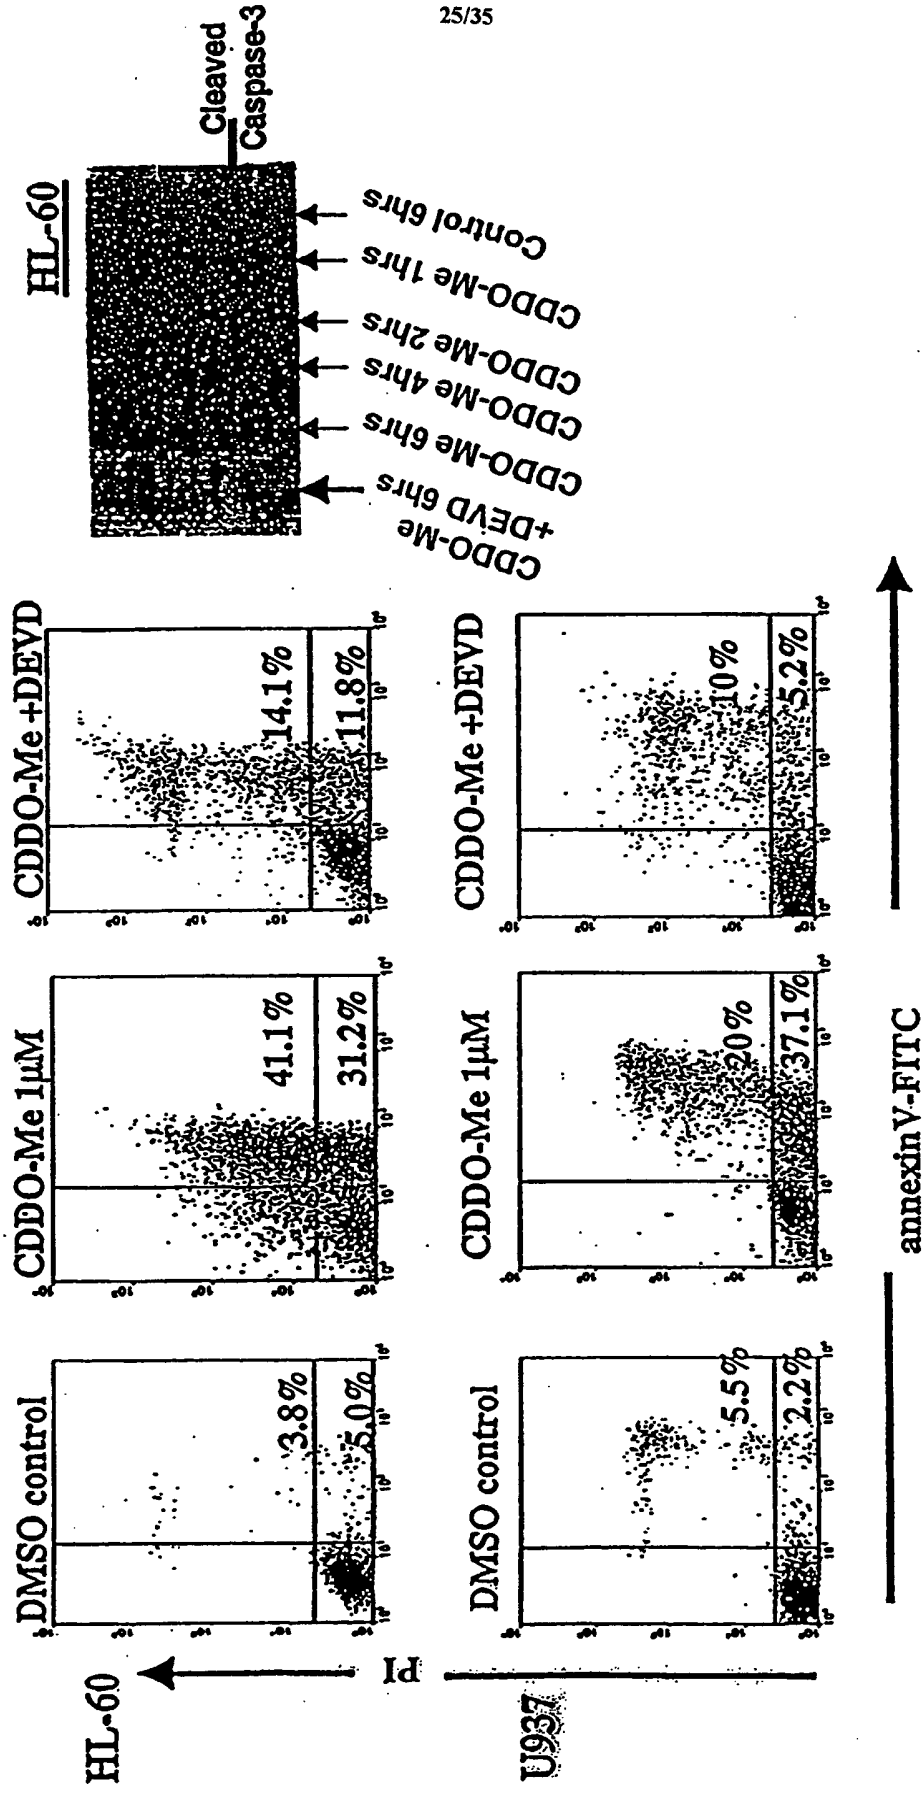 25/35
HL-60
DMSO control
3.8%
5.0%
CDDO-Me 1µM
41.1%
31.2%
CDDO-Me +DEVD
14.1%
11.8%
HL-60
Cleaved
Caspase-3
CDDO-Me
+DEVD 6hrs
CDDO-Me 6hrs
CDDO-Me 4hrs
CDDO-Me 2hrs
CDDO-Me 1hrs
Control 6hrs
PI
U937
DMSO control
5.5%
2.2%
CDDO-Me 1µM
20%
37.1%
CDDO-Me +DEVD
10%
5.2%
annexinV-FITC